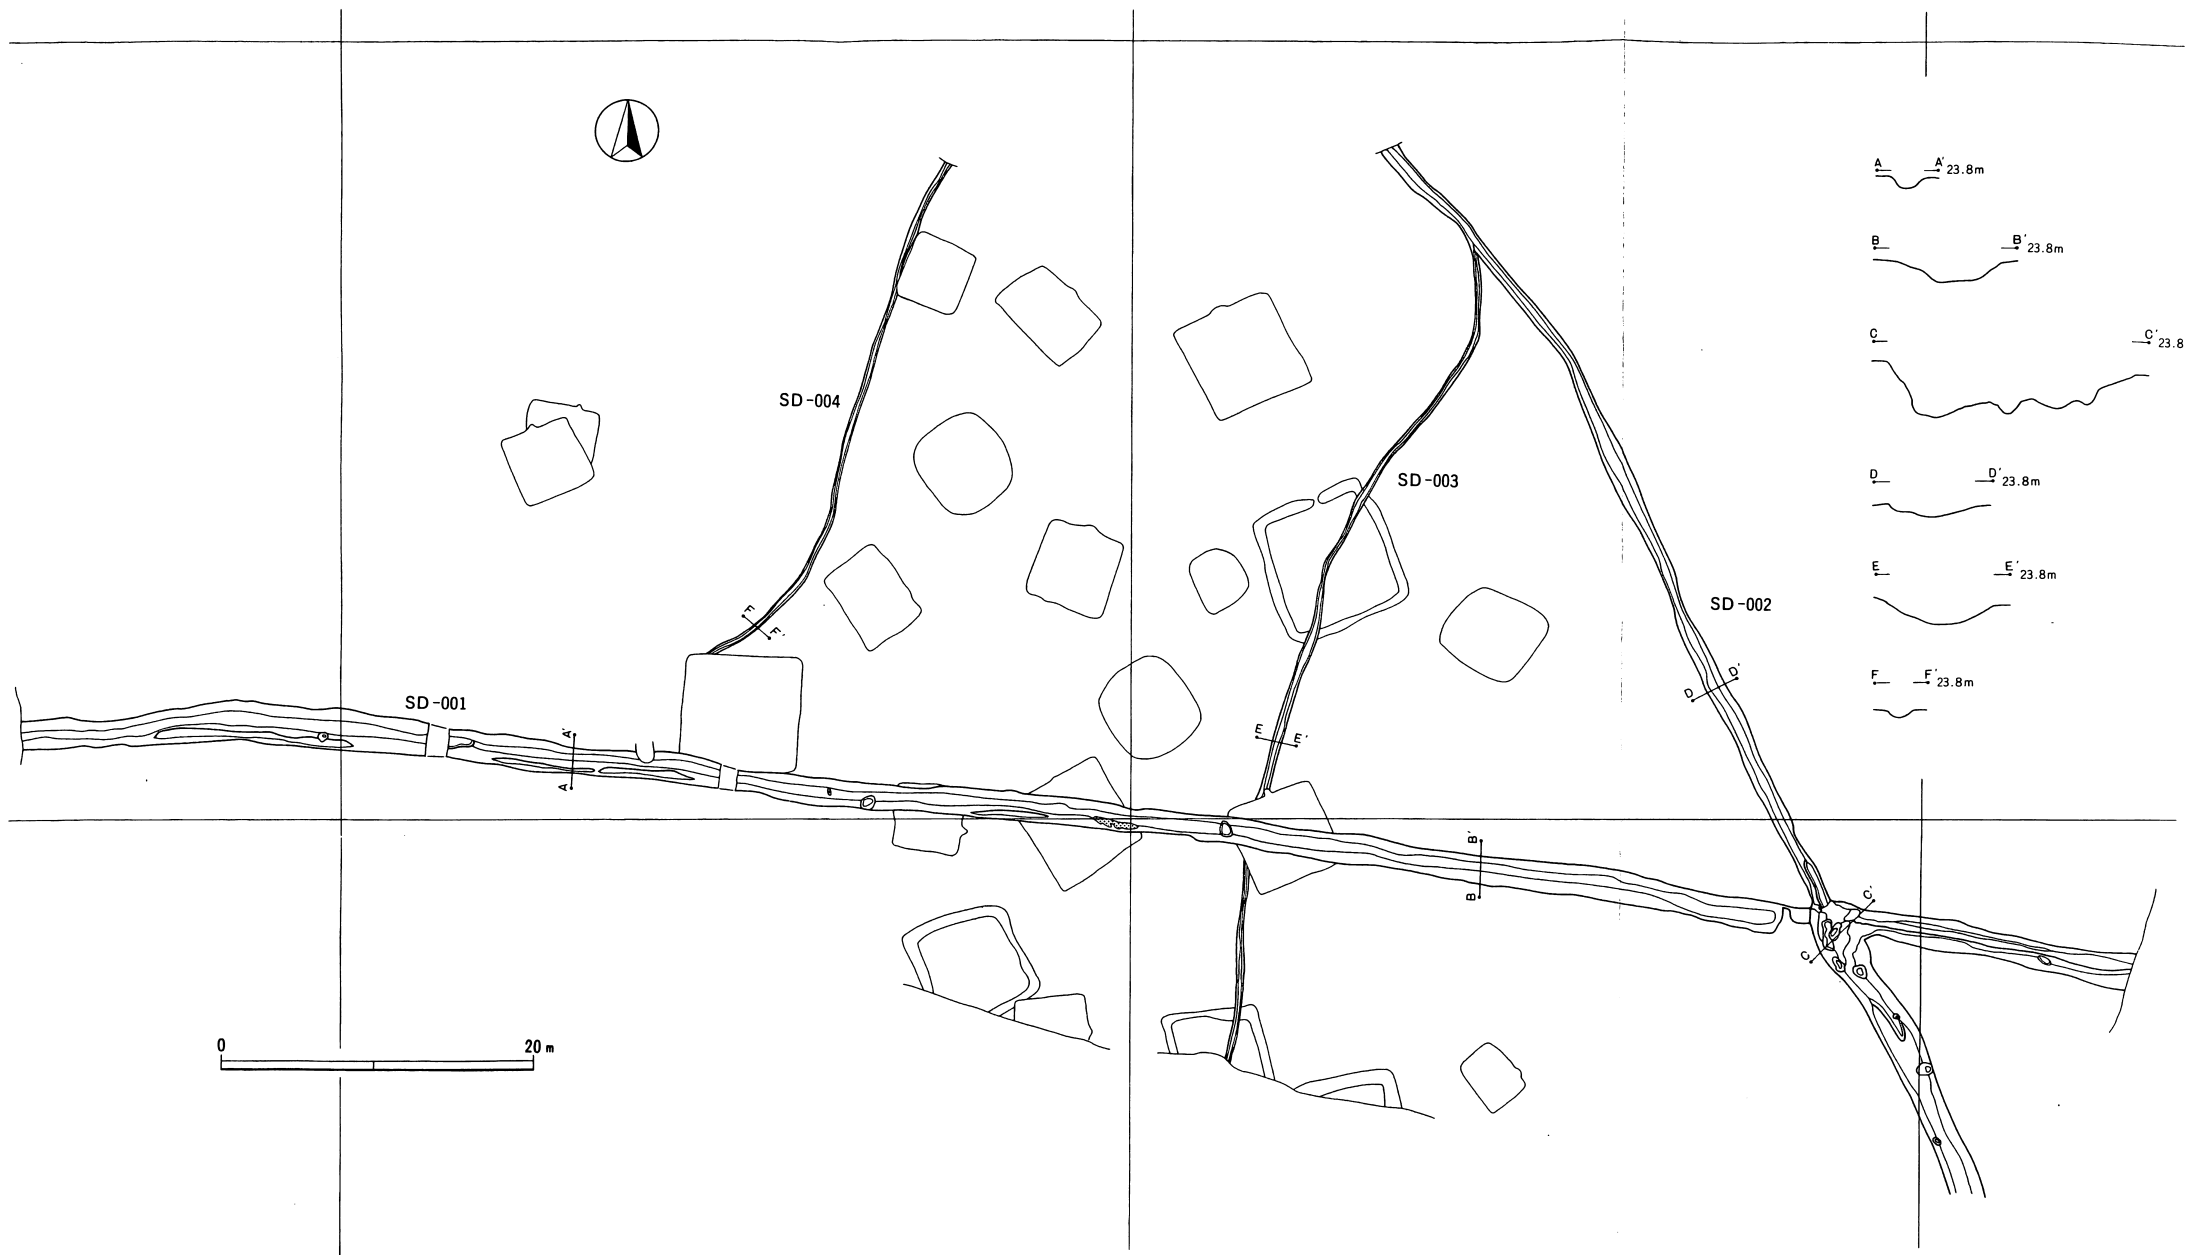 A A' 23.8m
B B' 23.8m
C C' 23.8
D D' 23.8m
E E' 23.8m
F F' 23.8m
SD-004
SD-003
SD-002
F F'
D D'
SD-001
A' A
E E'
B' B
C' C
0 20m